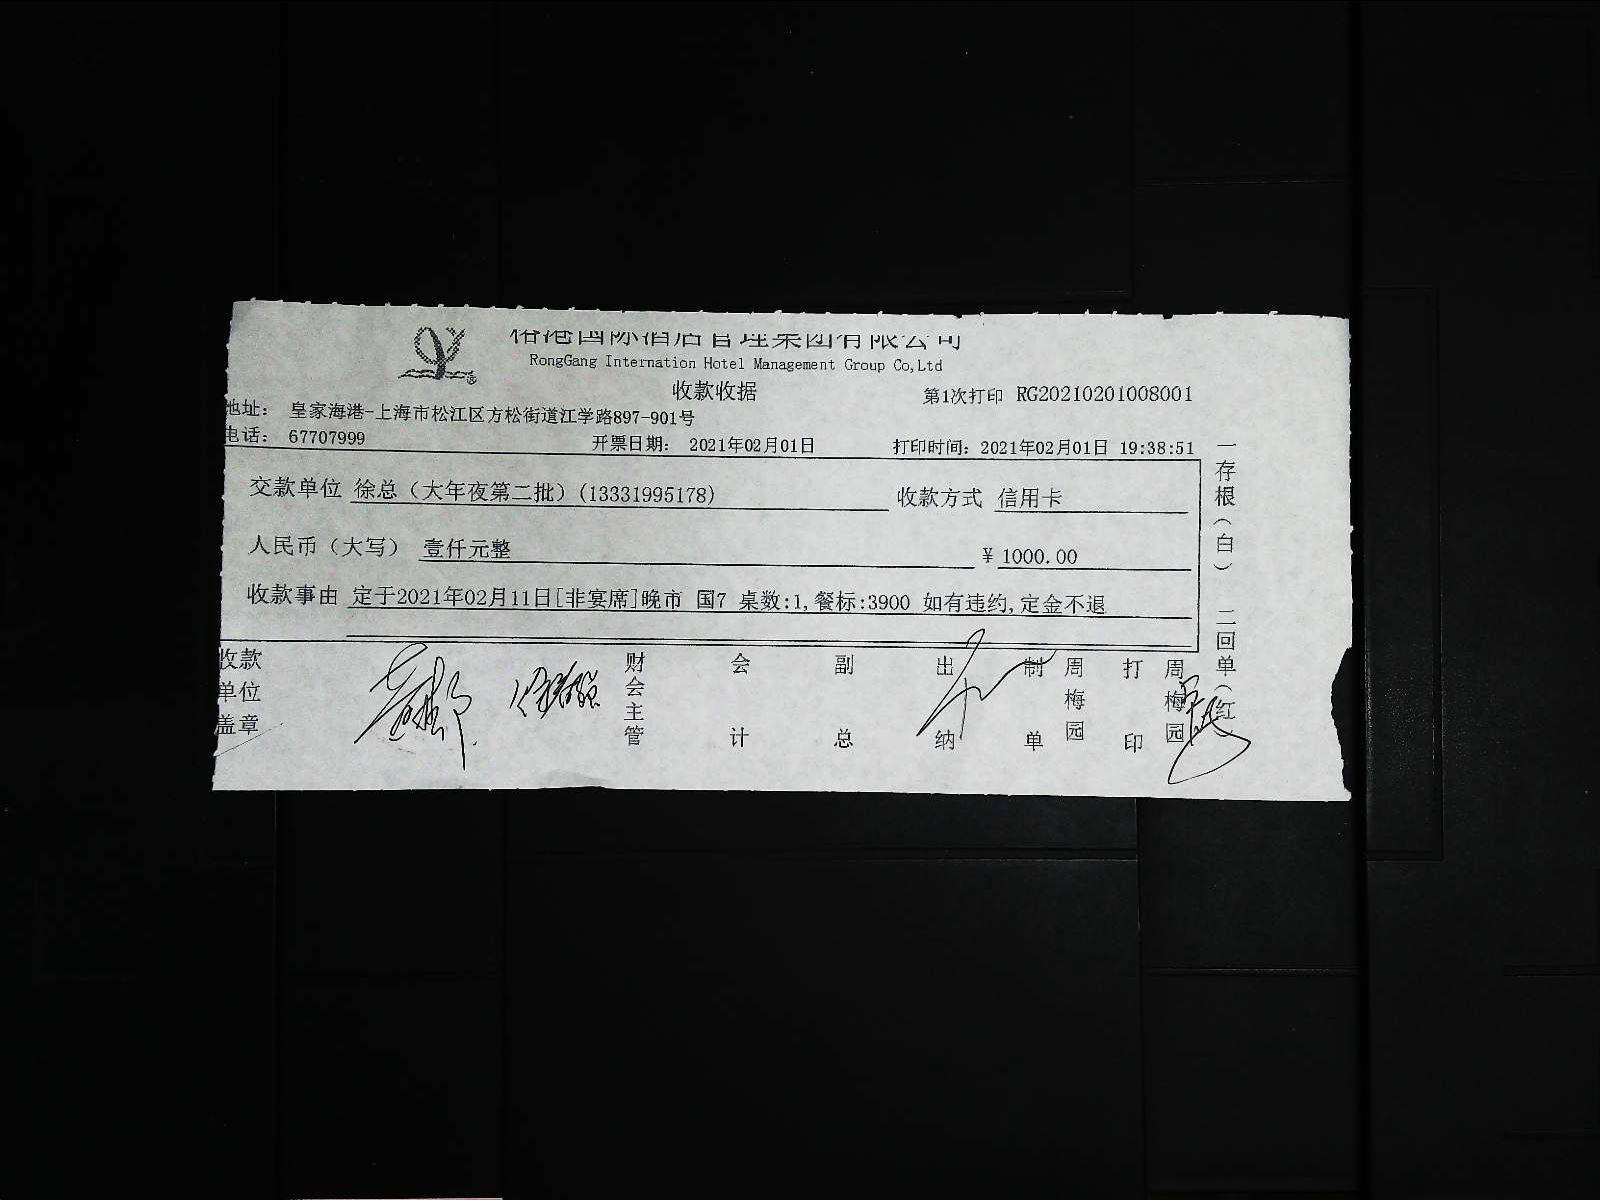 榕港国际酒店管理集团有限公司
RongGang Internation Hotel Management Group Co,Ltd
收款收据
第1次打印 RG20210201008001
地址： 皇家海港-上海市松江区方松街道江学路897-901号
电话： 67707999 开票日期： 2021年02月01日 打印时间：2021年02月01日 19:38:51
交款单位 徐总（大年夜第二批）(13331995178) 收款方式 信用卡
人民币（大写） 壹仟元整 ¥ 1000.00
收款事由 定于2021年02月11日[非宴席]晚市 国7 桌数:1,餐标:3900 如有违约,定金不退
收款单位盖章 财会主管 会计 副总 出纳 制单 周梅园 打印 周梅园
一存根（白） 二回单（红